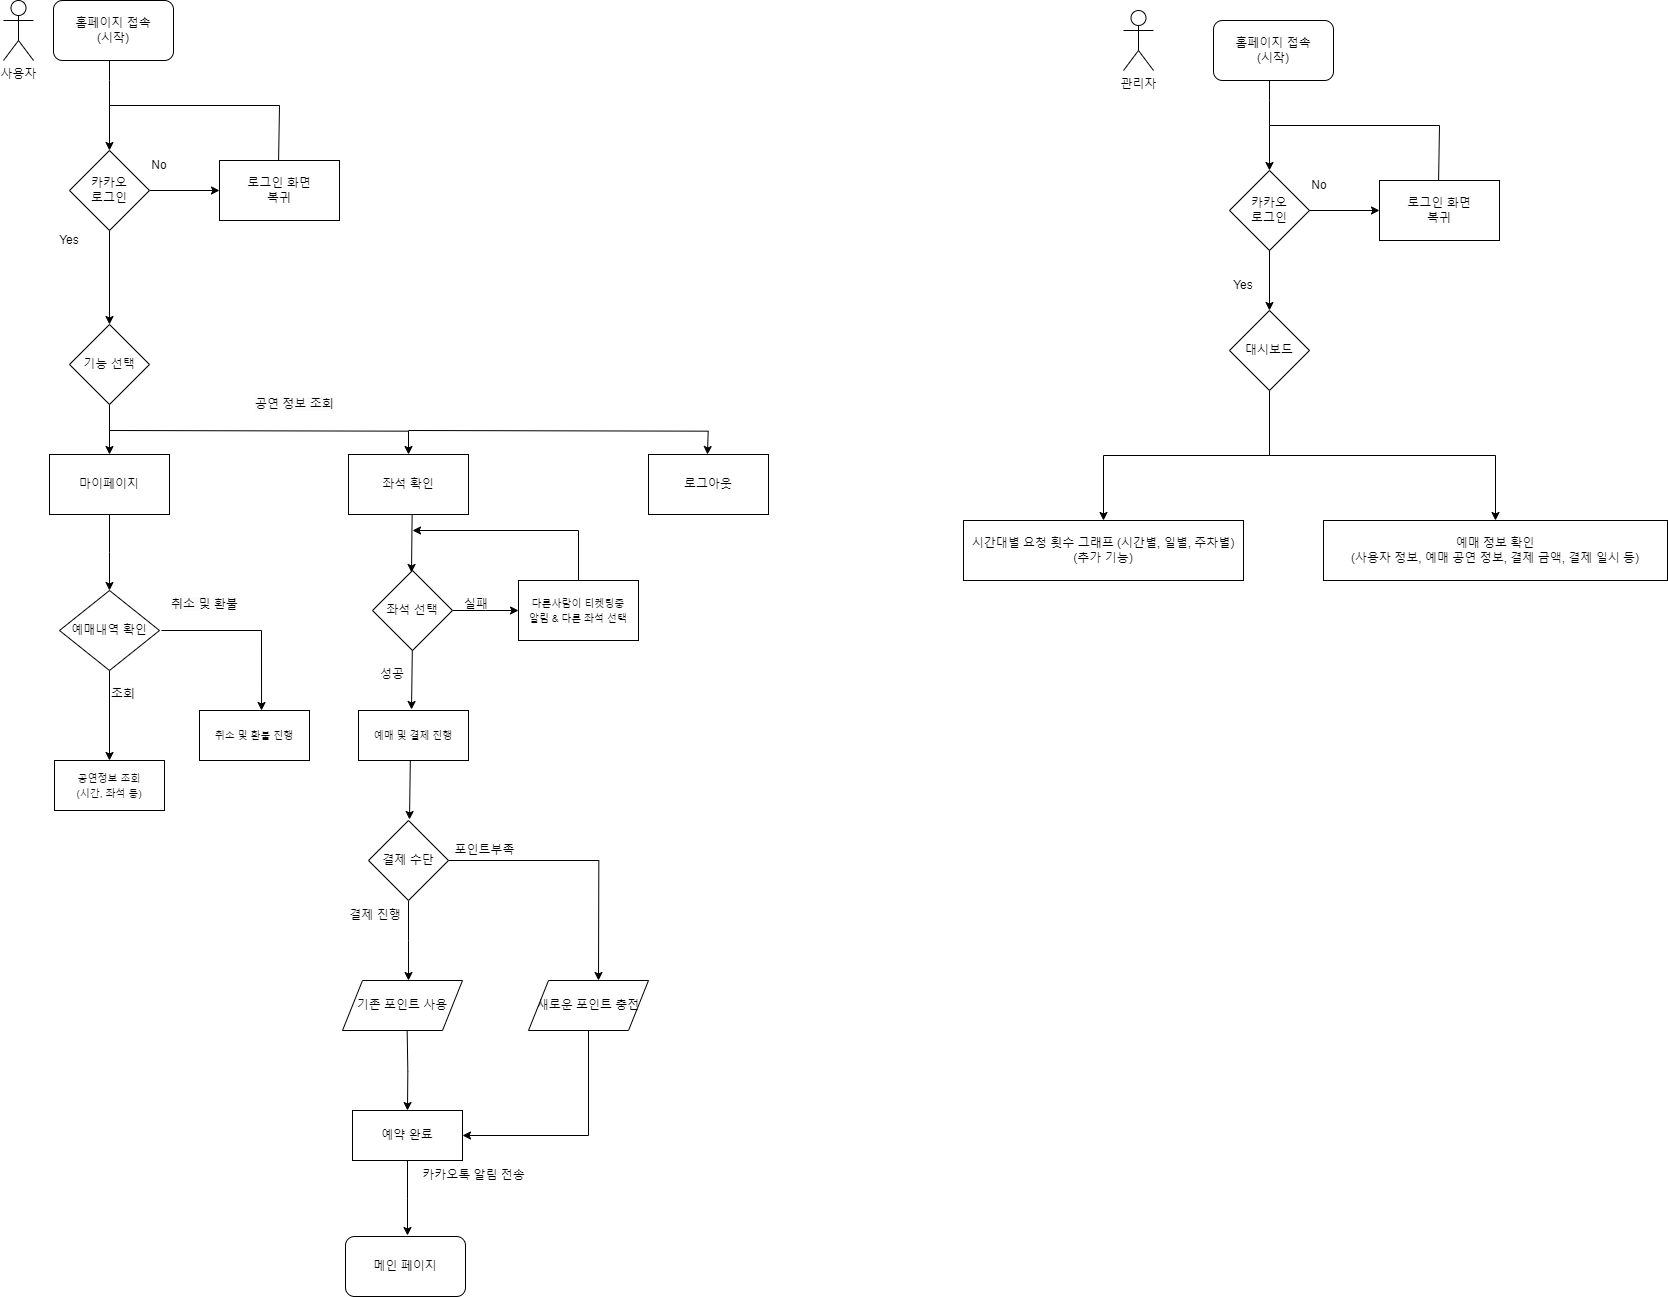 사용자
홈페이지 접속
(시작)
카카오
로그인
No
로그인 화면
복귀
Yes
기능 선택
공연 정보 조회
마이페이지
좌석 확인
로그아웃
예매내역 확인
취소 및 환불
조회
취소 및 환불 진행
공연정보 조회
(시간, 좌석 등)
좌석 선택
실패
다른사람이 티켓팅중
알림 & 다른 좌석 선택
성공
예매 및 결제 진행
결제 수단
포인트부족
결제 진행
기존 포인트 사용
새로운 포인트 충전
예약 완료
카카오톡 알림 전송
메인 페이지
관리자
홈페이지 접속
(시작)
카카오
로그인
No
로그인 화면
복귀
Yes
대시보드
시간대별 요청 횟수 그래프 (시간별, 일별, 주차별)
(추가 기능)
예매 정보 확인
(사용자 정보, 예매 공연 정보, 결제 금액, 결제 일시 등)